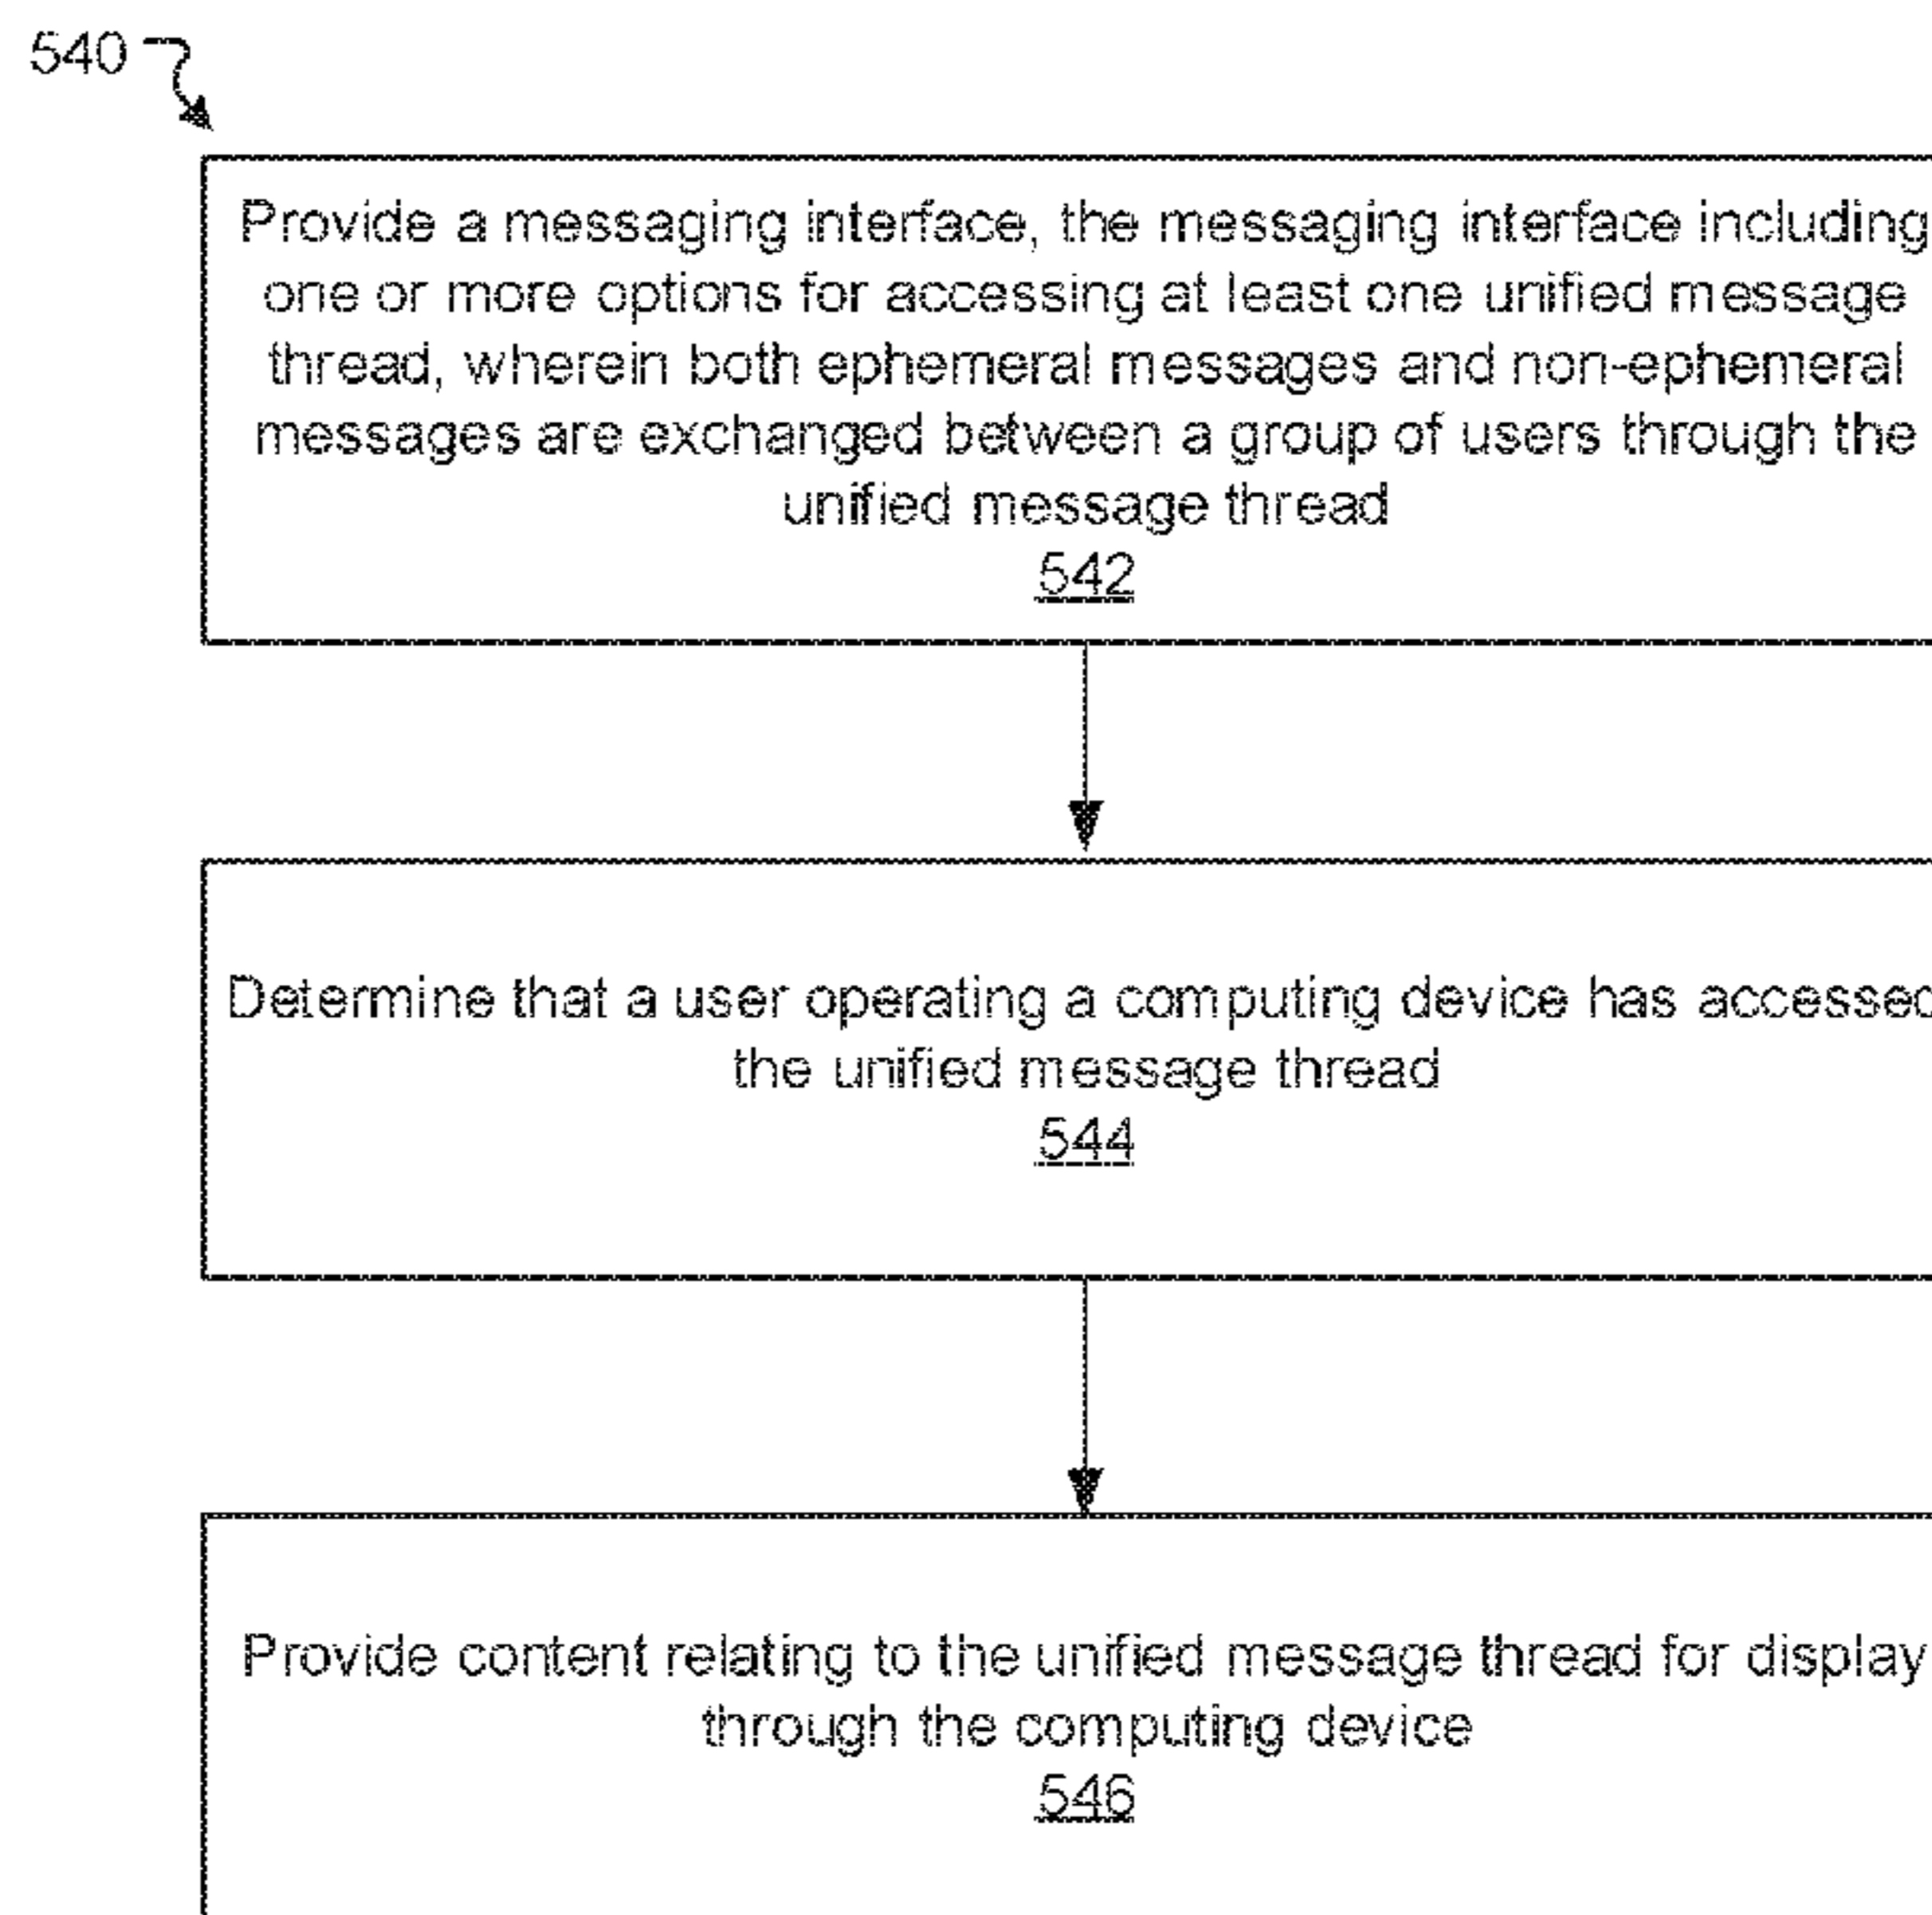 540
Provide a messaging interface, the messaging interface including
one or more options for accessing at least one unified message
thread, wherein both ephemeral messages and non-ephemeral
messages are exchanged between a group of users through the
unified message thread
542
Determine that a user operating a computing device has accessed
the unified message thread
544
Provide content relating to the unified message thread for display
through the computing device
546